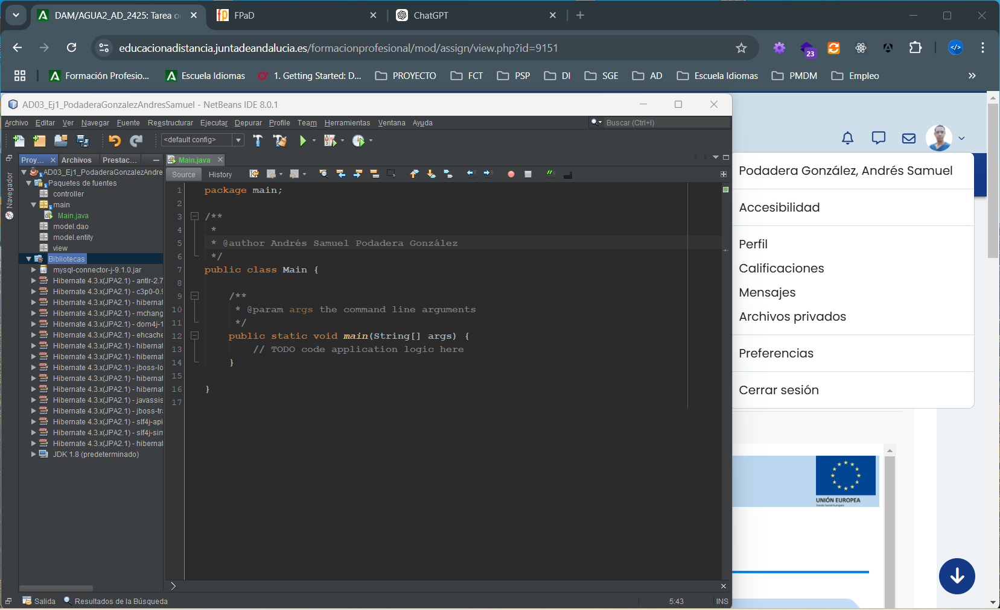 DAM/AGUA2_AD_2425: Tarea o
FPaD
ChatGPT
educacionadistancia.juntadeandalucia.es/formacionprofesional/mod/assign/view.php?id=9151
23
Formación Profesio...
Escuela Idiomas
1. Getting Started: D...
PROYECTO
FCT
PSP
DI
SGE
AD
Escuela Idiomas
PMDM
Empleo
AD03_Ej1_PodaderaGonzalezAndresSamuel - NetBeans IDE 8.0.1
Archivo Editar Ver Navegar Fuente Reestructurar Ejecutar Depurar Profile Team Herramientas Ventana Ayuda
Buscar (Ctrl+I)
<default config>
Proy...
Archivos
Prestac...
Main.java
Source
History
Navegador
AD03_Ej1_PodaderaGonzalezAndre
Paquetes de fuentes
controller
main
Main.java
model.dao
model.entity
view
Bibliotecas
mysql-connector-j-9.1.0.jar
Hibernate 4.3.x(JPA2.1) - antlr-2.7
Hibernate 4.3.x(JPA2.1) - c3p0-0.9
Hibernate 4.3.x(JPA2.1) - hibernat
Hibernate 4.3.x(JPA2.1) - mchang
Hibernate 4.3.x(JPA2.1) - dom4j-1
Hibernate 4.3.x(JPA2.1) - ehcache
Hibernate 4.3.x(JPA2.1) - hibernat
Hibernate 4.3.x(JPA2.1) - hibernat
Hibernate 4.3.x(JPA2.1) - jboss-lo
Hibernate 4.3.x(JPA2.1) - hibernat
Hibernate 4.3.x(JPA2.1) - hibernat
Hibernate 4.3.x(JPA2.1) - javassis
Hibernate 4.3.x(JPA2.1) - jboss-tra
Hibernate 4.3.x(JPA2.1) - slf4j-api
Hibernate 4.3.x(JPA2.1) - slf4j-sim
Hibernate 4.3.x(JPA2.1) - hibernat
JDK 1.8 (predeterminado)
1 package main;
2
3 /**
4 *
5 * @author Andrés Samuel Podadera González
6 */
7 public class Main {
8
9 /**
10 * @param args the command line arguments
11 */
12 public static void main(String[] args) {
13 // TODO code application logic here
14 }
15
16 }
17
Salida
Resultados de la Búsqueda
5:43
INS
Podadera González, Andrés Samuel
Accesibilidad
Perfil
Calificaciones
Mensajes
Archivos privados
Preferencias
Cerrar sesión
UNIÓN EUROPEA
Fondo Social Europeo